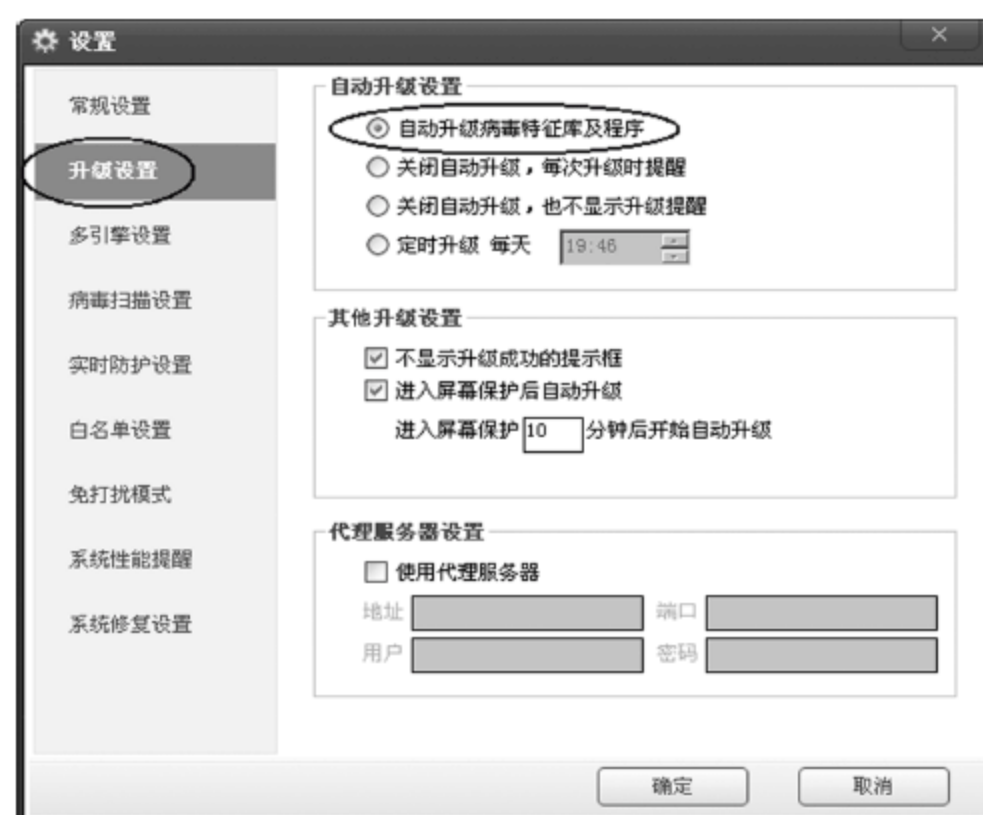 设置
常规设置
升级设置
多引擎设置
病毒扫描设置
实时防护设置
白名单设置
免打扰模式
系统性能提醒
系统修复设置
自动升级设置
自动升级病毒特征库及程序
关闭自动升级，每次升级时提醒
关闭自动升级，也不显示升级提醒
定时升级 每天 19:46
其他升级设置
不显示升级成功的提示框
进入屏幕保护后自动升级
进入屏幕保护 10 分钟后开始自动升级
代理服务器设置
使用代理服务器
地址 端口
用户 密码
确定 取消